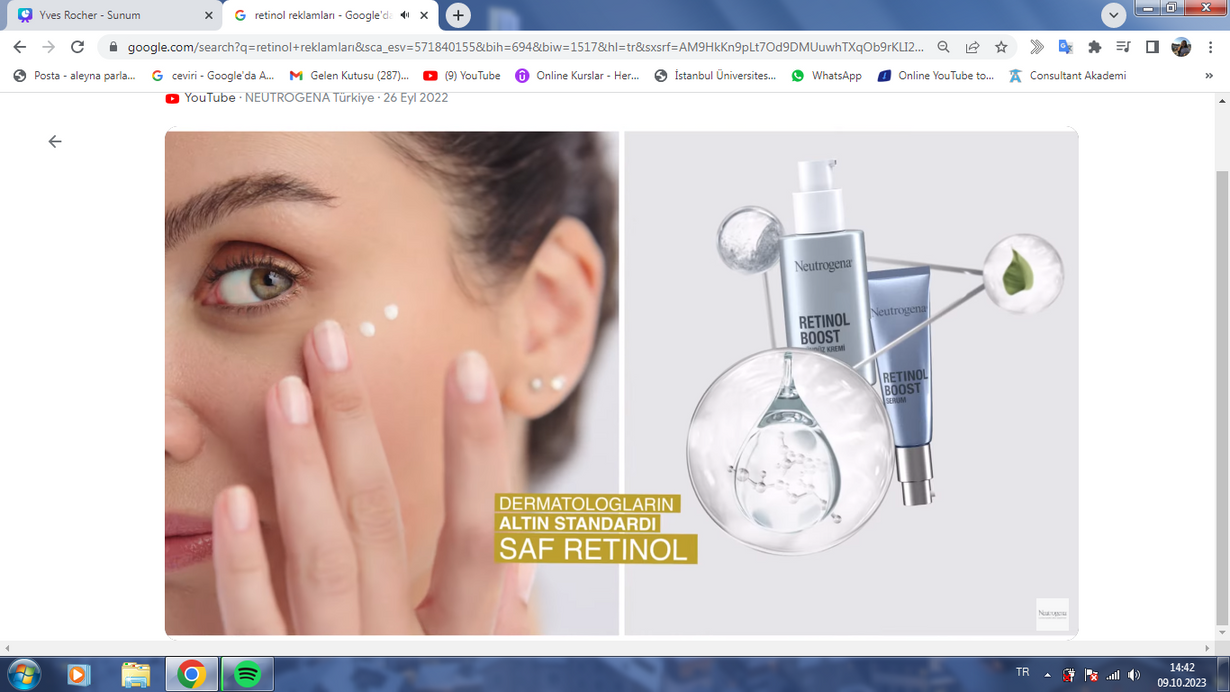 Yves Rocher - Sunum
retinol reklamları - Google'da
google.com/search?q=retinol+reklamları&sca_esv=571840155&bih=694&biw=1517&hl=tr&sxsrf=AM9HkKn9pLt7Od9DMUuwhTXqOb9rKLI2...
Posta - aleyna parla...
ceviri - Google'da A...
Gelen Kutusu (287)...
(9) YouTube
Online Kurslar - Her...
İstanbul Üniversites...
WhatsApp
Online YouTube to...
Consultant Akademi
YouTube · NEUTROGENA Türkiye · 26 Eyl 2022
Neutrogena
RETINOL
BOOST
KREMİ
Neutrogena
RETINOL
BOOST
SERUM
DERMATOLOGLARIN
ALTIN STANDARDI
SAF RETINOL
Neutrogena
TR
14:42
09.10.2023